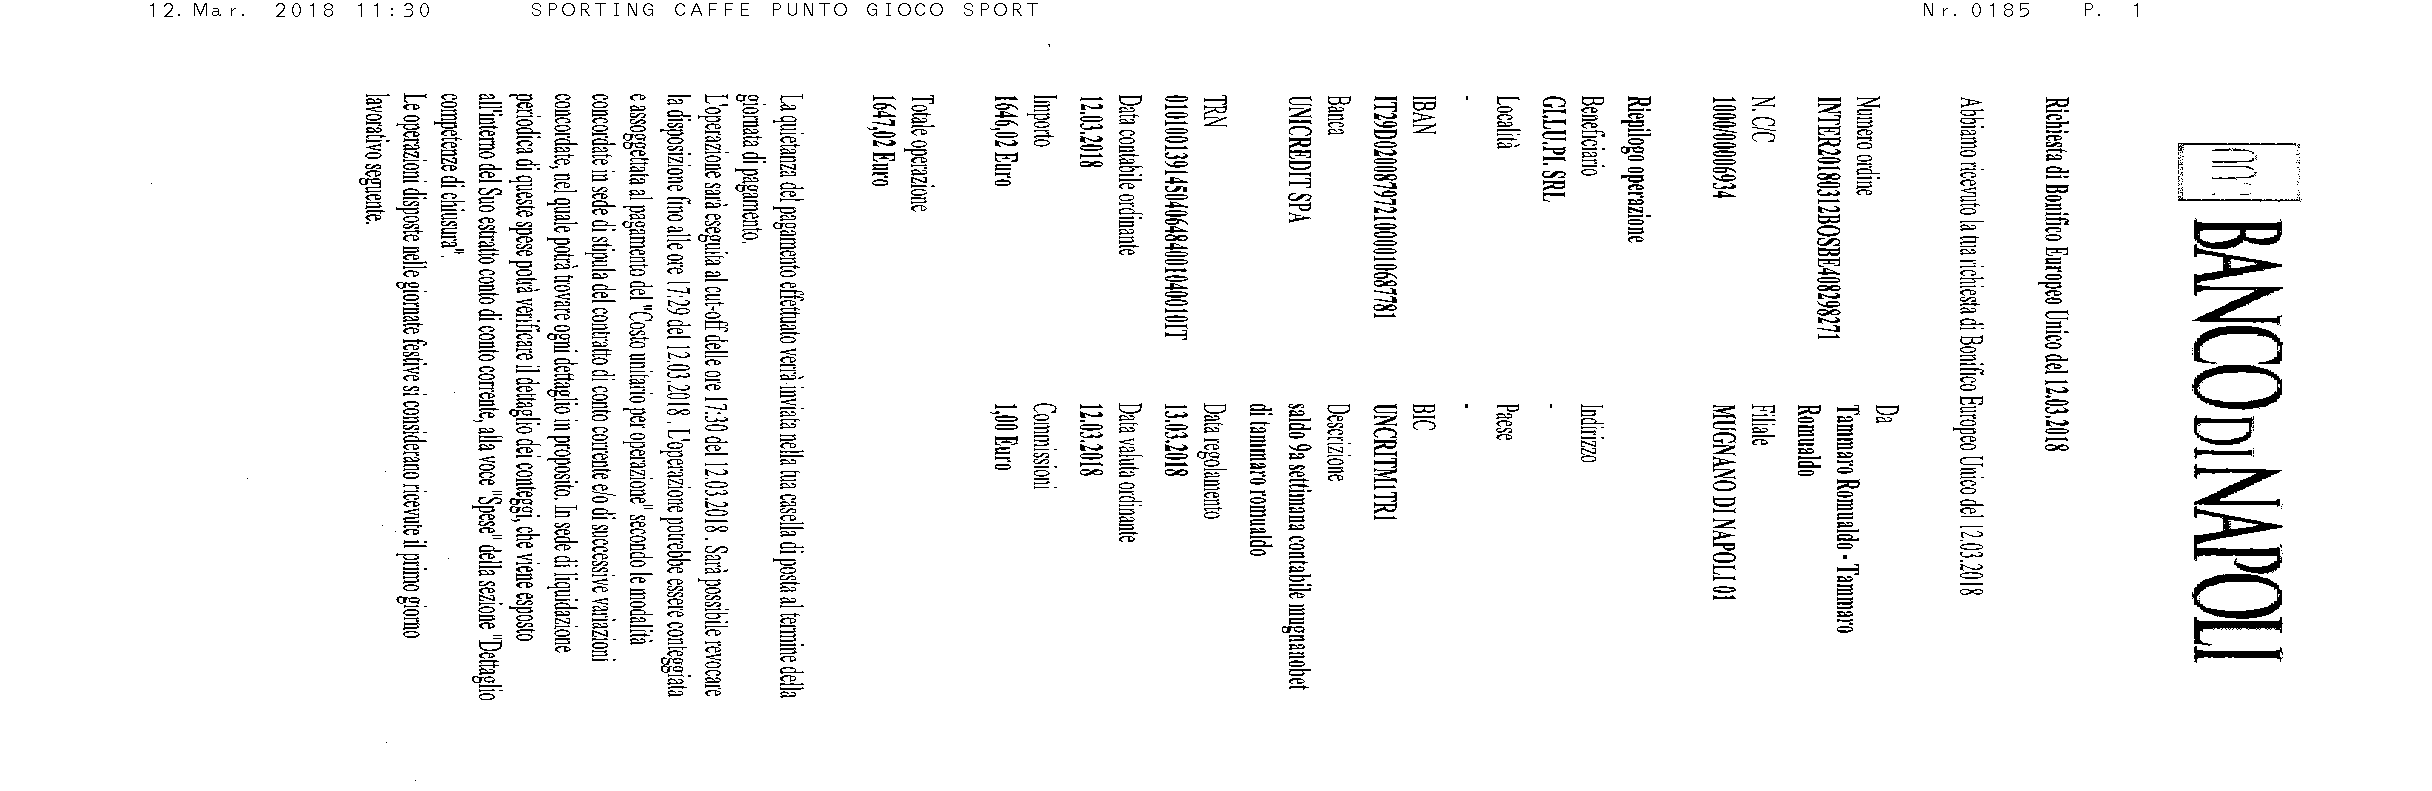 12. Mar. 2018 11:30 SPORTING CAFFE PUNTO GIOCO SPORT Nr. 0185 P. 1
BANCO DI NAPOLI
Richiesta di Bonifico Europeo Unico del 12.03.2018
Abbiamo ricevuto la tua richiesta di Bonifico Europeo Unico del 12.03.2018
Numero ordine Da
INTER20180312BOSBE408298271 Tammaro Romualdo - Tammaro
Romualdo
N. C/C Filiale
1000/00006934 MUGNANO DI NAPOLI 01
Riepilogo operazione
Beneficiario Indirizzo
GI.LU.PI. SRL -
Località Paese
- -
IBAN BIC
IT29D0200879721000010687781 UNCRITM1TR1
Banca Descrizione
UNICREDIT SPA saldo 9a settimana contabile mugnanobet
di tammaro romualdo
TRN Data regolamento
0101001391450406484001040010IT 13.03.2018
Data contabile ordinante Data valuta ordinante
12.03.2018 12.03.2018
Importo Commissioni
1646,02 Euro 1,00 Euro
Totale operazione
1647,02 Euro
La quietanza del pagamento effettuato verrà inviata nella tua casella di posta al termine della
giornata di pagamento.
L'operazione sarà eseguita al cut-off delle ore 17:30 del 12.03.2018 . Sarà possibile revocare
la disposizione fino alle ore 17:29 del 12.03.2018 . L'operazione potrebbe essere conteggiata
e assoggettata al pagamento del "Costo unitario per operazione" secondo le modalità
concordate in sede di stipula del contratto di conto corrente e/o di successive variazioni
concordate, nel quale potrà trovare ogni dettaglio in proposito. In sede di liquidazione
periodica di queste spese potrà verificare il dettaglio dei conteggi, che viene esposto
all'interno del Suo estratto conto di conto corrente, alla voce "Spese" della sezione "Dettaglio
competenze di chiusura".
Le operazioni disposte nelle giornate festive si considerano ricevute il primo giorno
lavorativo seguente.